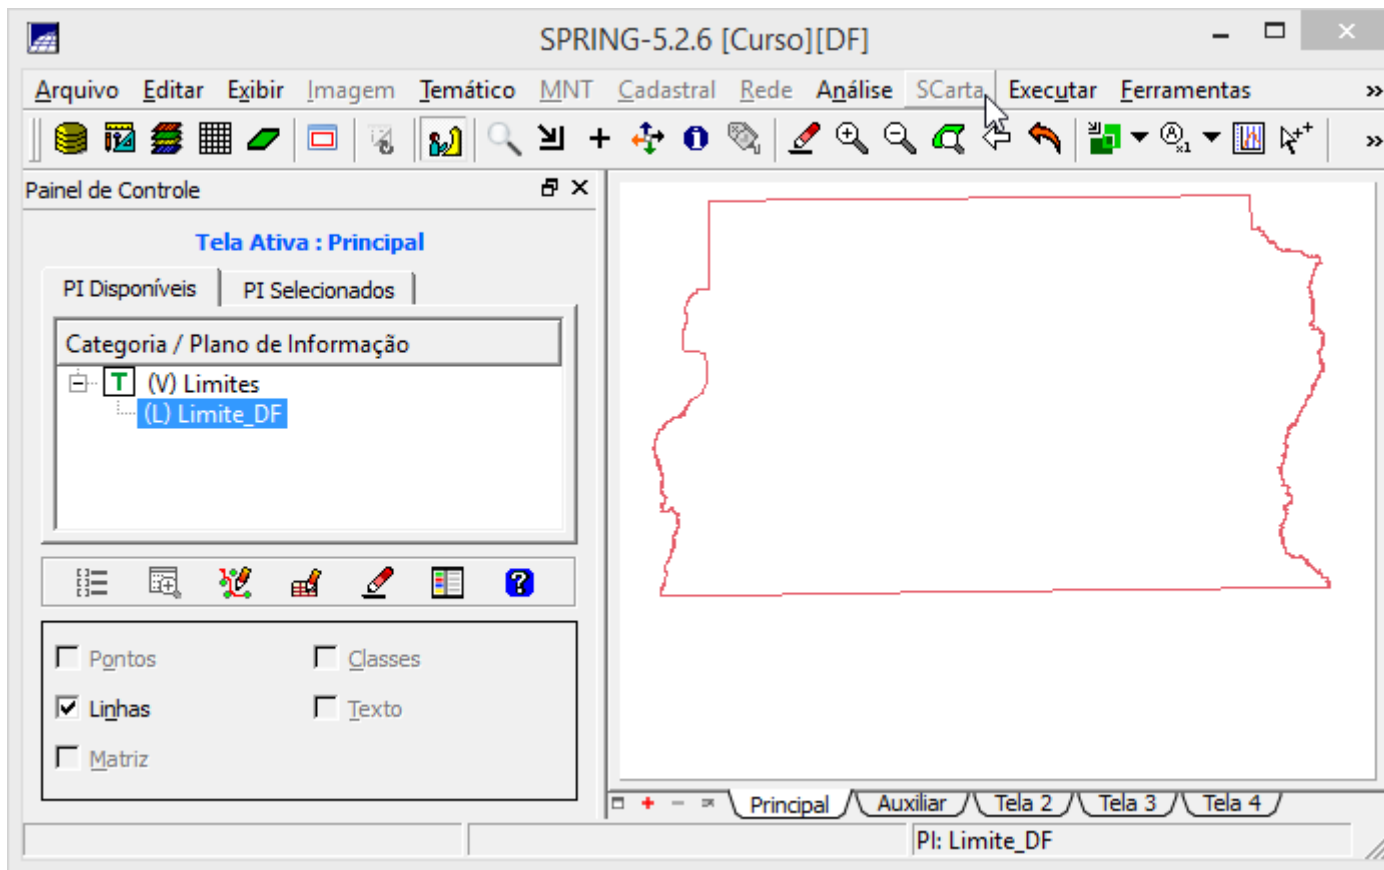 SPRING-5.2.6 [Curso][DF]
Arquivo Editar Exibir Imagem Temático MNT Cadastral Rede Análise SCarta Executar Ferramentas »
Painel de Controle
Tela Ativa : Principal
PI Disponíveis PI Selecionados
Categoria / Plano de Informação
T (V) Limites
(L) Limite_DF
Pontos Classes
Linhas Texto
Matriz
Principal Auxiliar Tela 2 Tela 3 Tela 4
PI: Limite_DF